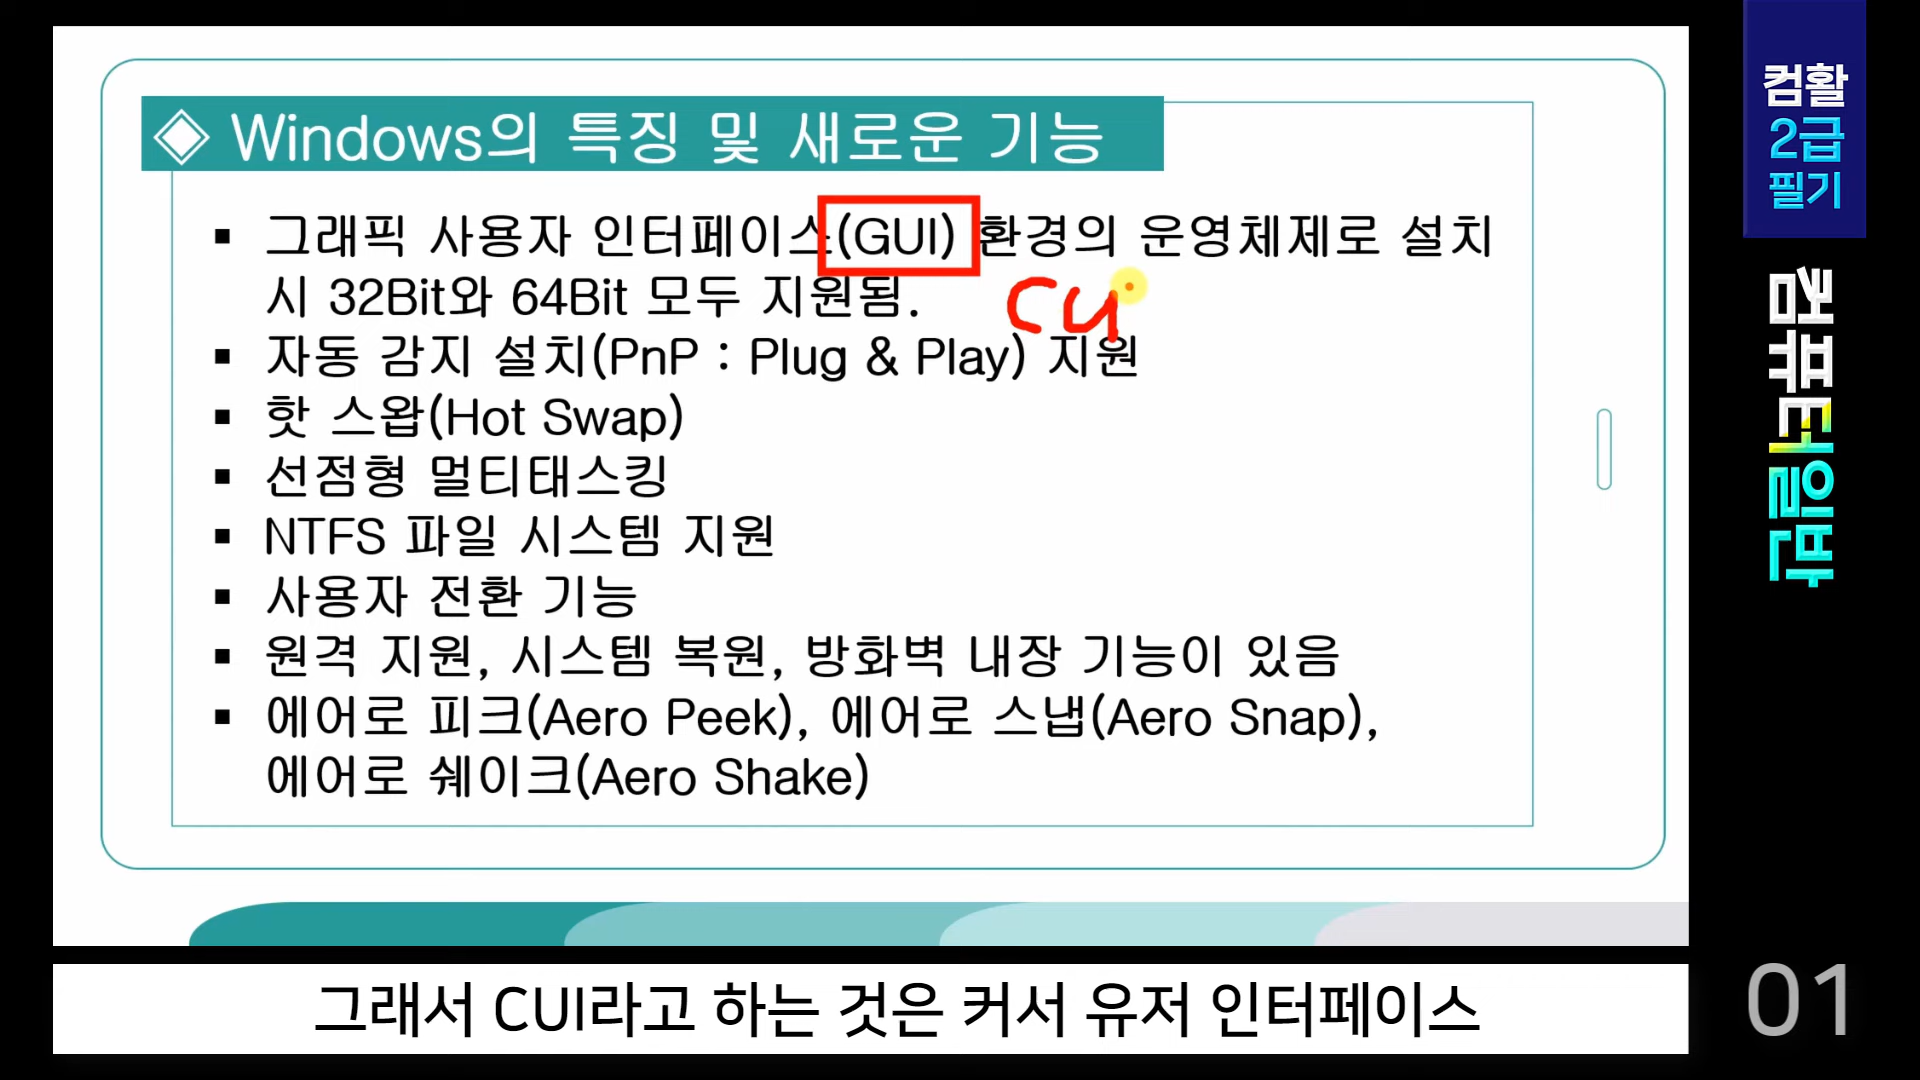 Windows의 특징 및 새로운 기능
▪ 그래픽 사용자 인터페이스(GUI) 환경의 운영체제로 설치
시 32Bit와 64Bit 모두 지원됨.
CU
▪ 자동 감지 설치(PnP : Plug & Play) 지원
▪ 핫 스왑(Hot Swap)
▪ 선점형 멀티태스킹
▪ NTFS 파일 시스템 지원
▪ 사용자 전환 기능
▪ 원격 지원, 시스템 복원, 방화벽 내장 기능이 있음
▪ 에어로 피크(Aero Peek), 에어로 스냅(Aero Snap),
에어로 쉐이크(Aero Shake)
그래서 CUI라고 하는 것은 커서 유저 인터페이스
컴활
2급
필기
컴퓨터일반
01